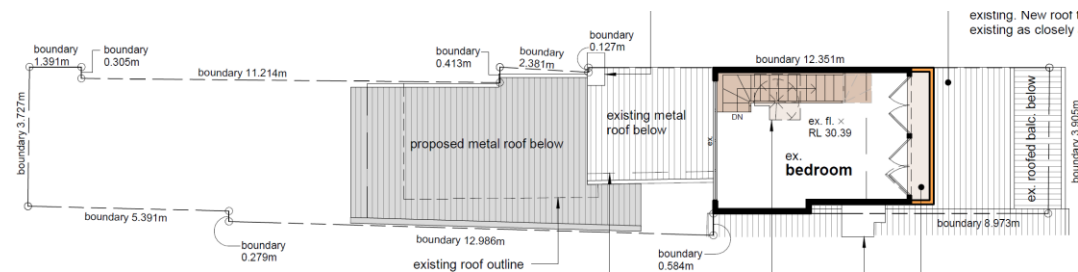 existing. New roof
existing as closely
boundary
1.391m
boundary
0.305m
boundary 11.214m
boundary
0.413m
boundary
2.381m
boundary
0.127m
boundary 12.351m
boundary 3.727m
proposed metal roof below
existing metal
roof below
DN
ex. fl.
RL 30.39
ex.
ex.
bedroom
ex. roofed balc. below
boundary 3.905m
boundary 5.391m
boundary
0.279m
boundary 12.986m
existing roof outline
boundary
0.584m
boundary 8.973m